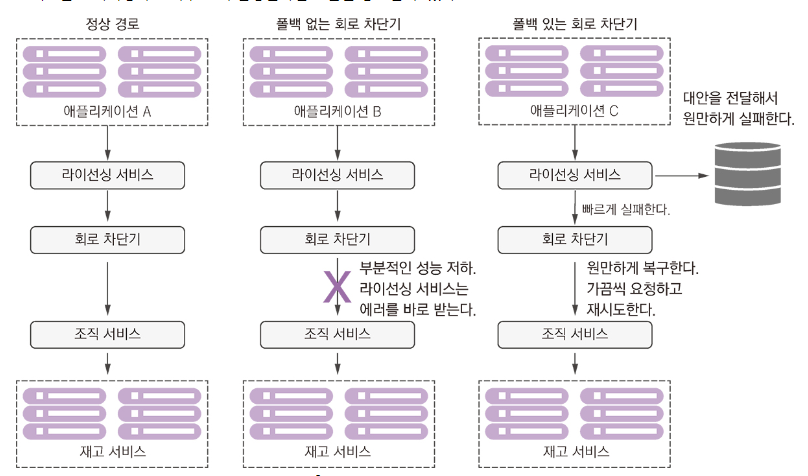 정상 경로
애플리케이션 A
라이선싱 서비스
회로 차단기
조직 서비스
재고 서비스
폴백 없는 회로 차단기
애플리케이션 B
라이선싱 서비스
회로 차단기
부분적인 성능 저하.
라이선싱 서비스는
에러를 바로 받는다.
조직 서비스
재고 서비스
폴백 있는 회로 차단기
애플리케이션 C
대안을 전달해서
원만하게 실패한다.
라이선싱 서비스
빠르게 실패한다.
회로 차단기
원만하게 복구한다.
가끔씩 요청하고
재시도한다.
조직 서비스
재고 서비스